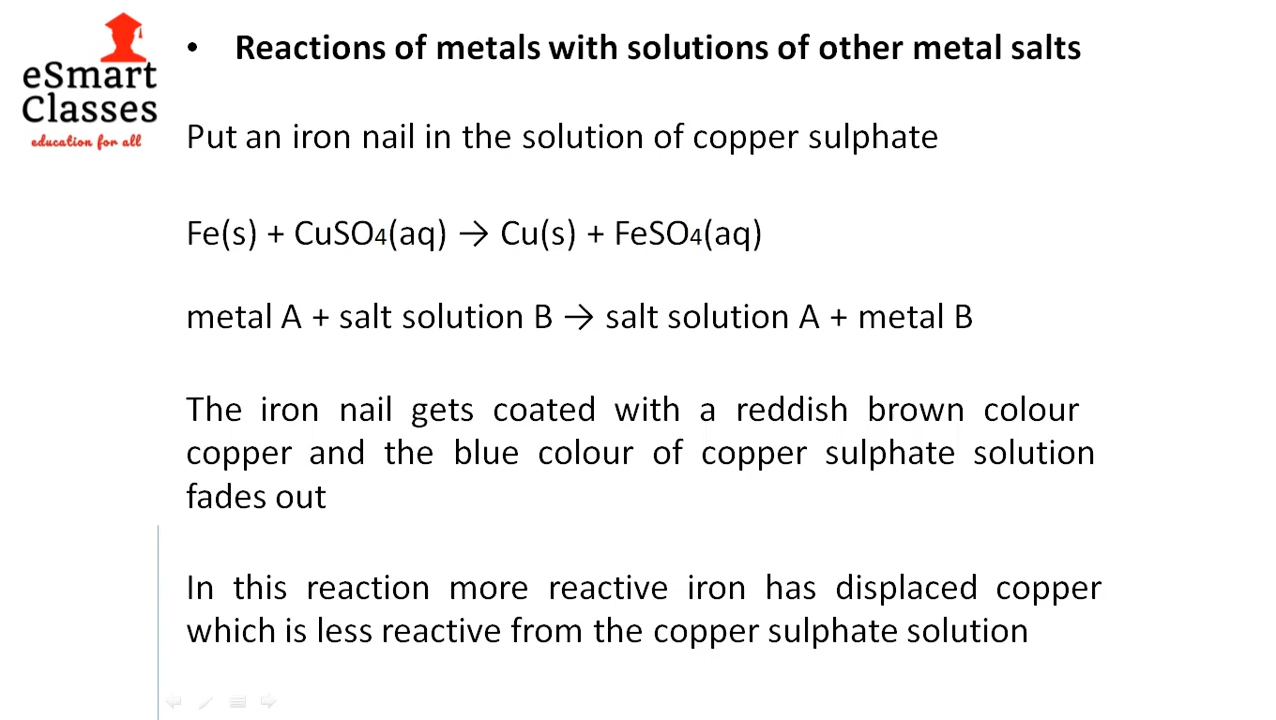 eSmart
Classes
education for all
• Reactions of metals with solutions of other metal salts
Put an iron nail in the solution of copper sulphate
Fe(s) + CuSO₄(aq) → Cu(s) + FeSO₄(aq)
metal A + salt solution B → salt solution A + metal B
The iron nail gets coated with a reddish brown colour
copper and the blue colour of copper sulphate solution
fades out
In this reaction more reactive iron has displaced copper
which is less reactive from the copper sulphate solution